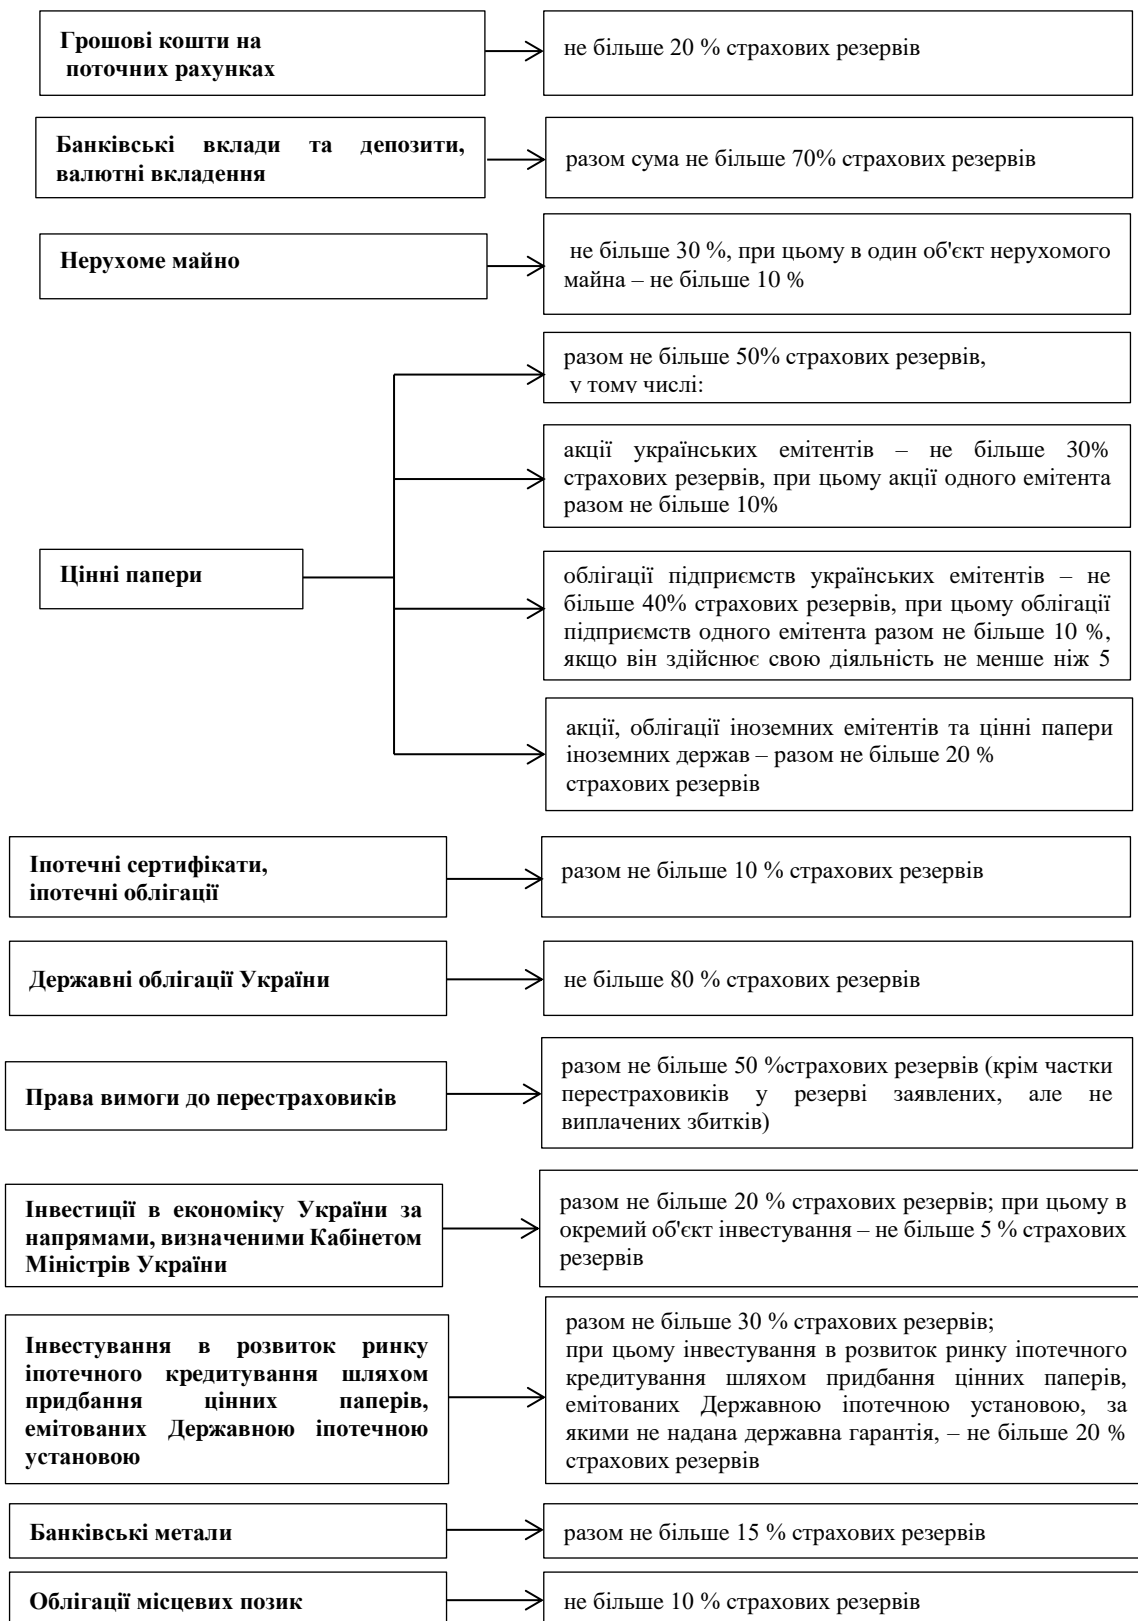 Грошові кошти на
поточних рахунках
не більше 20 % страхових резервів
Банківські вклади та депозити,
валютні вкладення
разом сума не більше 70% страхових резервів
Нерухоме майно
не більше 30 %, при цьому в один об'єкт нерухомого
майна – не більше 10 %
Цінні папери
разом не більше 50% страхових резервів,
у тому числі:
акції українських емітентів – не більше 30%
страхових резервів, при цьому акції одного емітента
разом не більше 10%
облігації підприємств українських емітентів – не
більше 40% страхових резервів, при цьому облігації
підприємств одного емітента разом не більше 10 %,
якщо він здійснює свою діяльність не менше ніж 5
акції, облігації іноземних емітентів та цінні папери
іноземних держав – разом не більше 20 %
страхових резервів
Іпотечні сертифікати,
іпотечні облігації
разом не більше 10 % страхових резервів
Державні облігації України
не більше 80 % страхових резервів
Права вимоги до перестраховиків
разом не більше 50 %страхових резервів (крім частки
перестраховиків у резерві заявлених, але не
виплачених збитків)
Інвестиції в економіку України за
напрямами, визначеними Кабінетом
Міністрів України
разом не більше 20 % страхових резервів; при цьому в
окремий об'єкт інвестування – не більше 5 % страхових
резервів
Інвестування в розвиток ринку
іпотечного кредитування шляхом
придбання цінних паперів,
емітованих Державною іпотечною
установою
разом не більше 30 % страхових резервів;
при цьому інвестування в розвиток ринку іпотечного
кредитування шляхом придбання цінних паперів,
емітованих Державною іпотечною установою, за
якими не надана державна гарантія, – не більше 20 %
страхових резервів
Банківські метали
разом не більше 15 % страхових резервів
Облігації місцевих позик
не більше 10 % страхових резервів